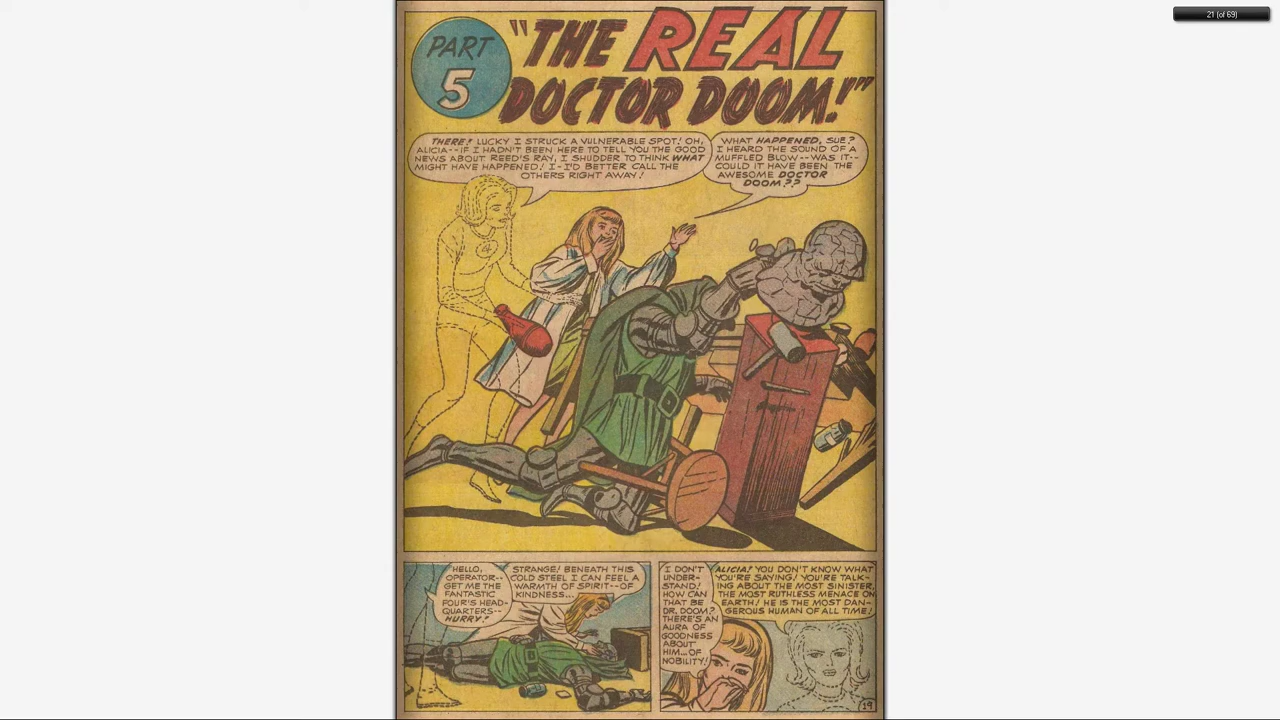 21 (of 69)
PART
5
"THE REAL
DOCTOR DOOM!"
THERE! LUCKY I STRUCK A VULNERABLE SPOT! OH,
ALICIA--IF I HADN'T BEEN HERE TO TELL YOU THE GOOD
NEWS ABOUT REED'S RAY, I SHUDDER TO THINK WHAT
MIGHT HAVE HAPPENED! I--I'D BETTER CALL THE
OTHERS RIGHT AWAY!
WHAT HAPPENED, SUE?
I HEARD THE SOUND OF A
MUFFLED BLOW--WAS IT--
COULD IT HAVE BEEN THE
AWESOME DOCTOR
DOOM??
4
HELLO,
OPERATOR--
GET ME THE
FANTASTIC
FOUR'S HEAD-
QUARTERS--
HURRY!
STRANGE! BENEATH THIS
COLD STEEL I CAN FEEL A
WARMTH OF SPIRIT--OF
KINDNESS...
I DON'T
UNDER-
STAND!
HOW CAN
THAT BE
DR. DOOM?
THERE'S AN
AURA OF
GOODNESS
ABOUT
HIM...OF
NOBILITY!
ALICIA! YOU DON'T KNOW WHAT
YOU'RE SAYING! YOU'RE TALK-
ING ABOUT THE MOST SINISTER,
THE MOST RUTHLESS MENACE ON
EARTH! HE IS THE MOST DAN-
GEROUS HUMAN OF ALL TIME!
19